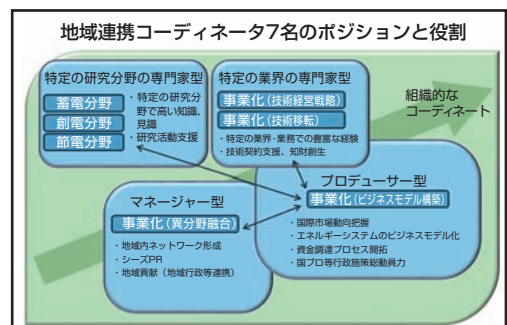 地域連携コーディネータ7名のポジションと役割
特定の研究分野の専門家型
蓄電分野
創電分野
節電分野
・特定の研究分
野で高い知識、
見識
・研究活動支援
特定の業界の専門家型
事業化(技術経営戦略)
事業化(技術移転)
・特定の業界・業務での豊富な経験
・技術契約支援、知財創生
組織的な
コーディネート
マネージャー型
事業化(異分野融合)
・地域内ネットワーク形成
・シーズPR
・地域貢献（地域行政等連携）
プロデューサー型
事業化(ビジネスモデル構築)
・国際市場動向把握
・エネルギーシステムのビジネスモデル化
・資金調達プロセス開拓
・国プロ等行政施策総動員力